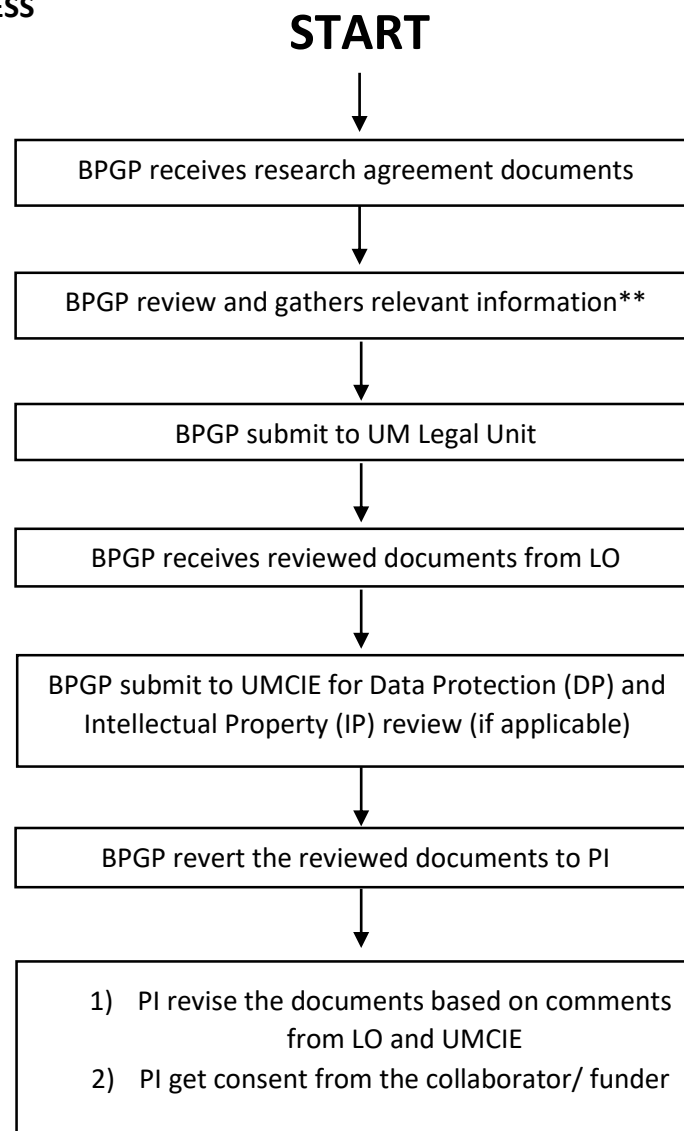 START
BPGP receives research agreement documents
BPGP review and gathers relevant information**
BPGP submit to UM Legal Unit
BPGP receives reviewed documents from LO
BPGP submit to UMCIE for Data Protection (DP) and
Intellectual Property (IP) review (if applicable)
BPGP revert the reviewed documents to PI
1) PI revise the documents based on comments
from LO and UMCIE
2) PI get consent from the collaborator/ funder